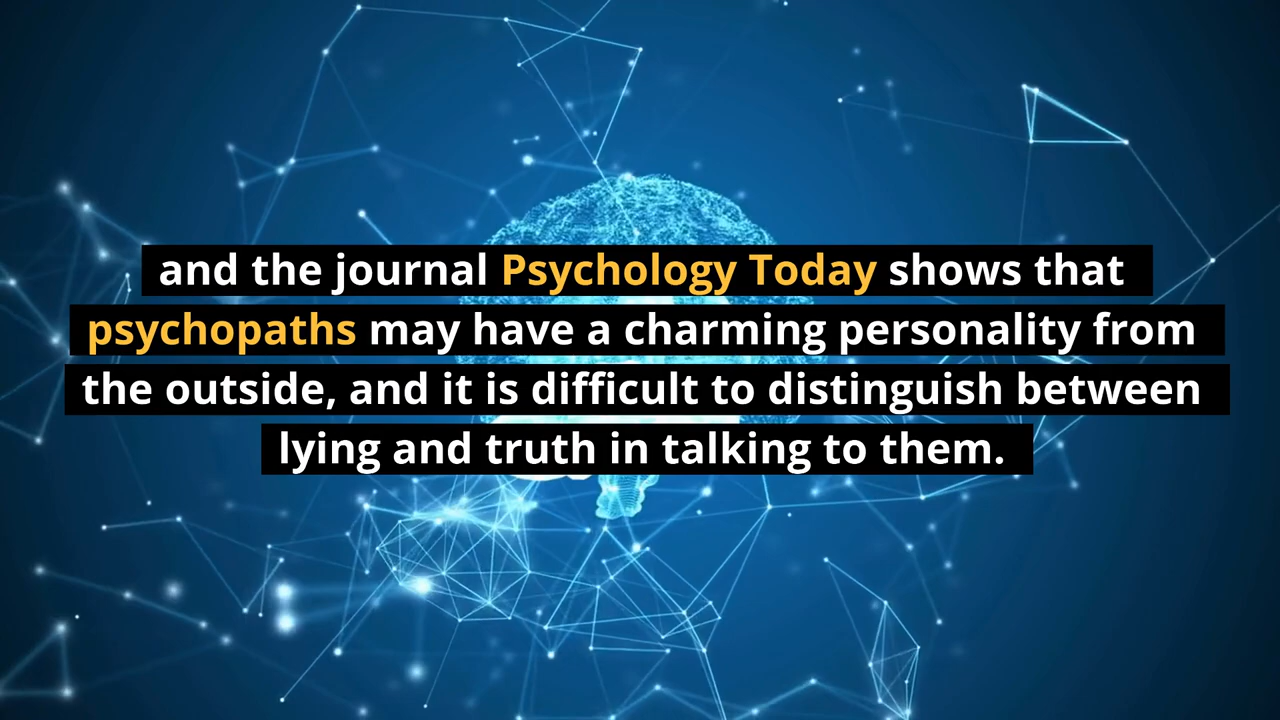 and the journal Psychology Today shows that
psychopaths may have a charming personality from
the outside, and it is difficult to distinguish between
lying and truth in talking to them.